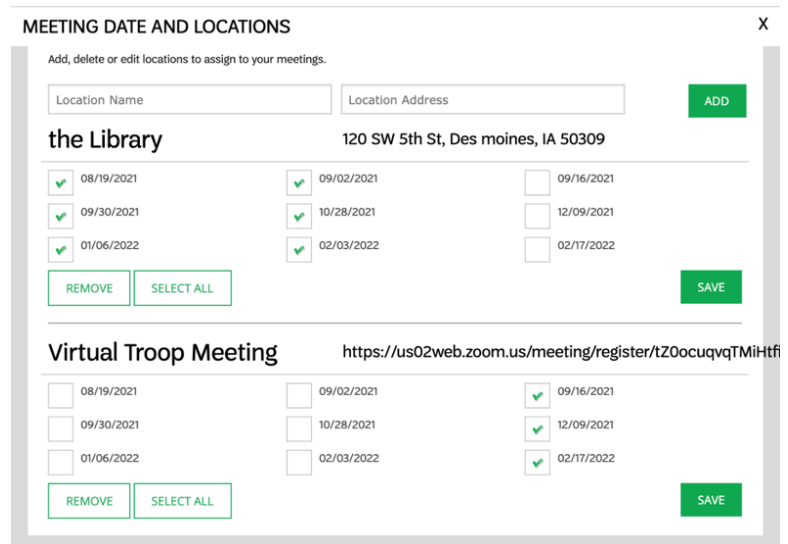 MEETING DATE AND LOCATIONS X
Add, delete or edit locations to assign to your meetings.
Location Name Location Address ADD
the Library 120 SW 5th St, Des moines, IA 50309
08/19/2021 09/02/2021 09/16/2021
09/30/2021 10/28/2021 12/09/2021
01/06/2022 02/03/2022 02/17/2022
REMOVE SELECT ALL SAVE
Virtual Troop Meeting https://us02web.zoom.us/meeting/register/tZ0ocuqvqTMiHtfi
08/19/2021 09/02/2021 09/16/2021
09/30/2021 10/28/2021 12/09/2021
01/06/2022 02/03/2022 02/17/2022
REMOVE SELECT ALL SAVE